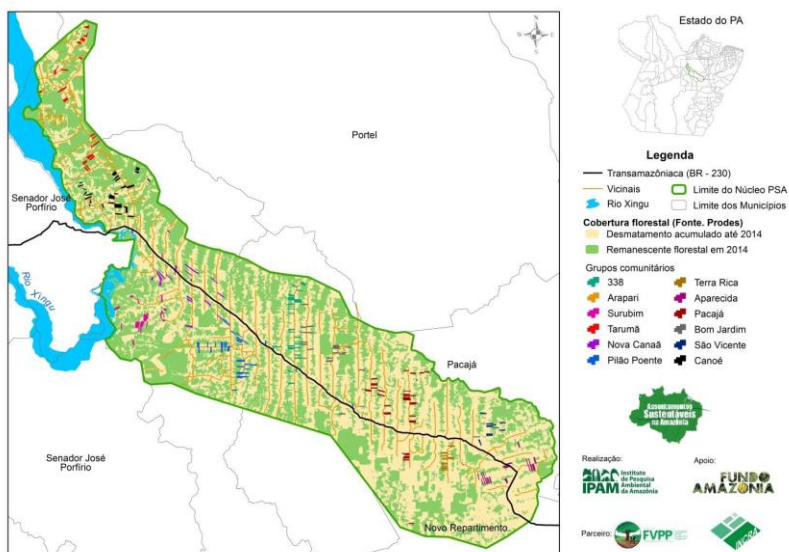 N
W
E
S
Portel
Senador José
Porfírio
Rio Xingu
Pacajá
Senador José
Porfírio
Novo Repartimento
Estado do PA
Legenda
Transamazôniaca (BR - 230)
Vicinais
Limite do Núcleo PSA
Rio Xingu
Limite dos Municípios
Cobertura florestal (Fonte. Prodes)
Desmatamento acumulado até 2014
Remanescente florestal em 2014
Grupos comunitários
338
Terra Rica
Arapari
Aparecida
Surubim
Pacajá
Tarumã
Bom Jardim
Nova Canaã
São Vicente
Pilão Poente
Canoé
Assentamentos
Sustentáveis
na Amazônia
Realização:
Apoio:
IPAM
Instituto
de Pesquisa
Ambiental
da Amazônia
FUNDO
AMAZÔNIA
Parceiro:
FVPP
INCRA